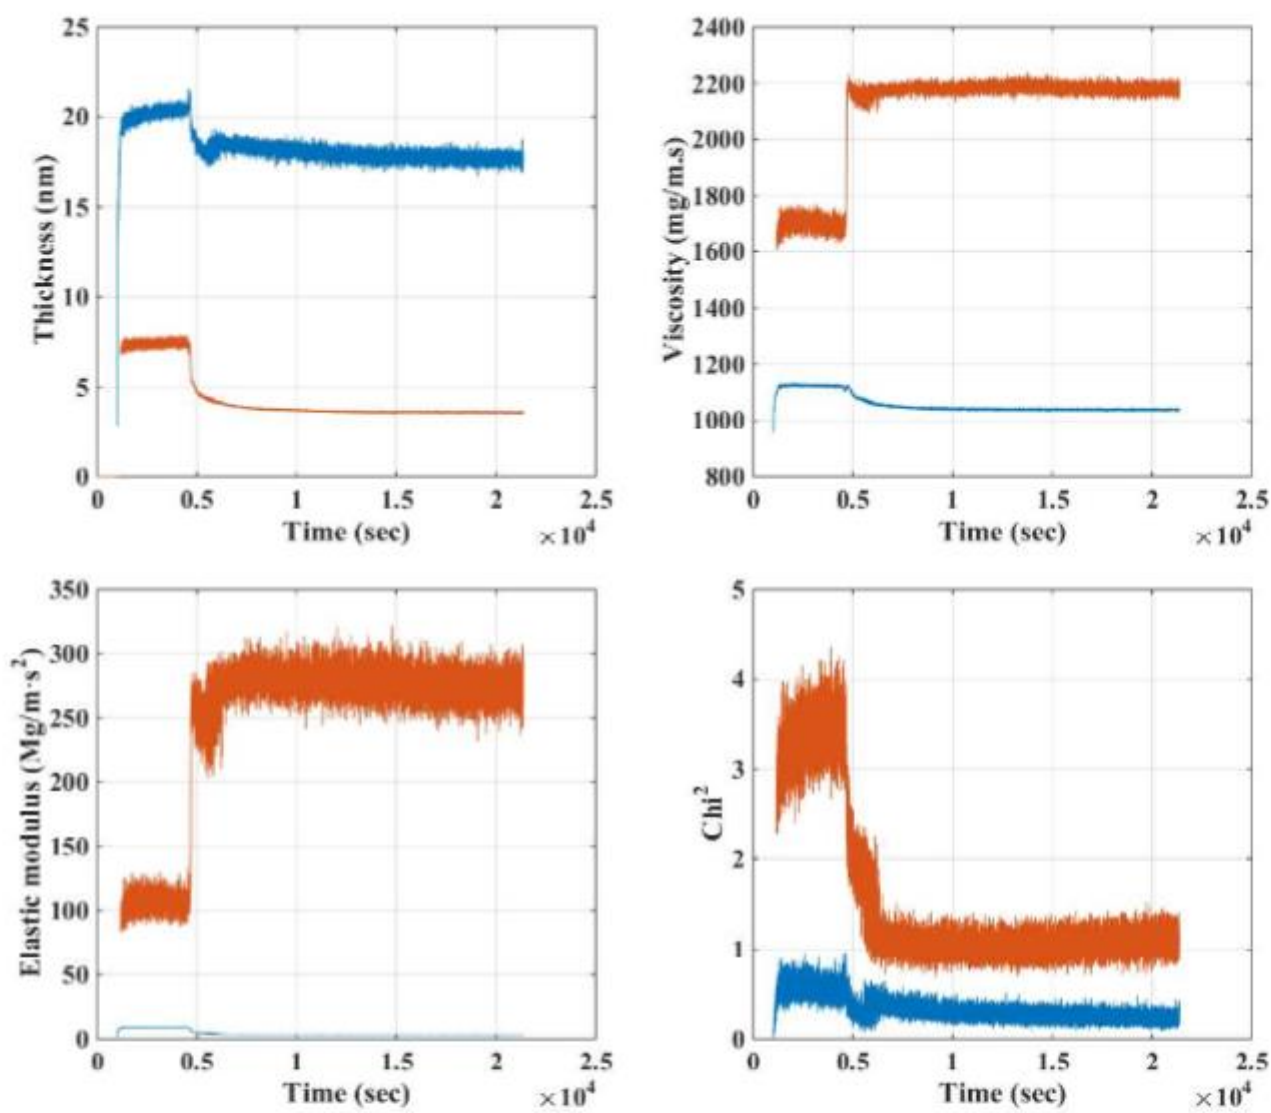 25
20
15
10
5
0
Thickness (nm)
0 0.5 1 1.5 2 2.5
Time (sec)
×10⁴
2400
2200
2000
1800
1600
1400
1200
1000
800
Viscosity (mg/m.s)
0 0.5 1 1.5 2 2.5
Time (sec)
×10⁴
350
300
250
200
150
100
50
0
Elastic modulus (Mg/m·s²)
0 0.5 1 1.5 2 2.5
Time (sec)
×10⁴
5
4
3
2
1
0
Chi²
0 0.5 1 1.5 2 2.5
Time (sec)
×10⁴